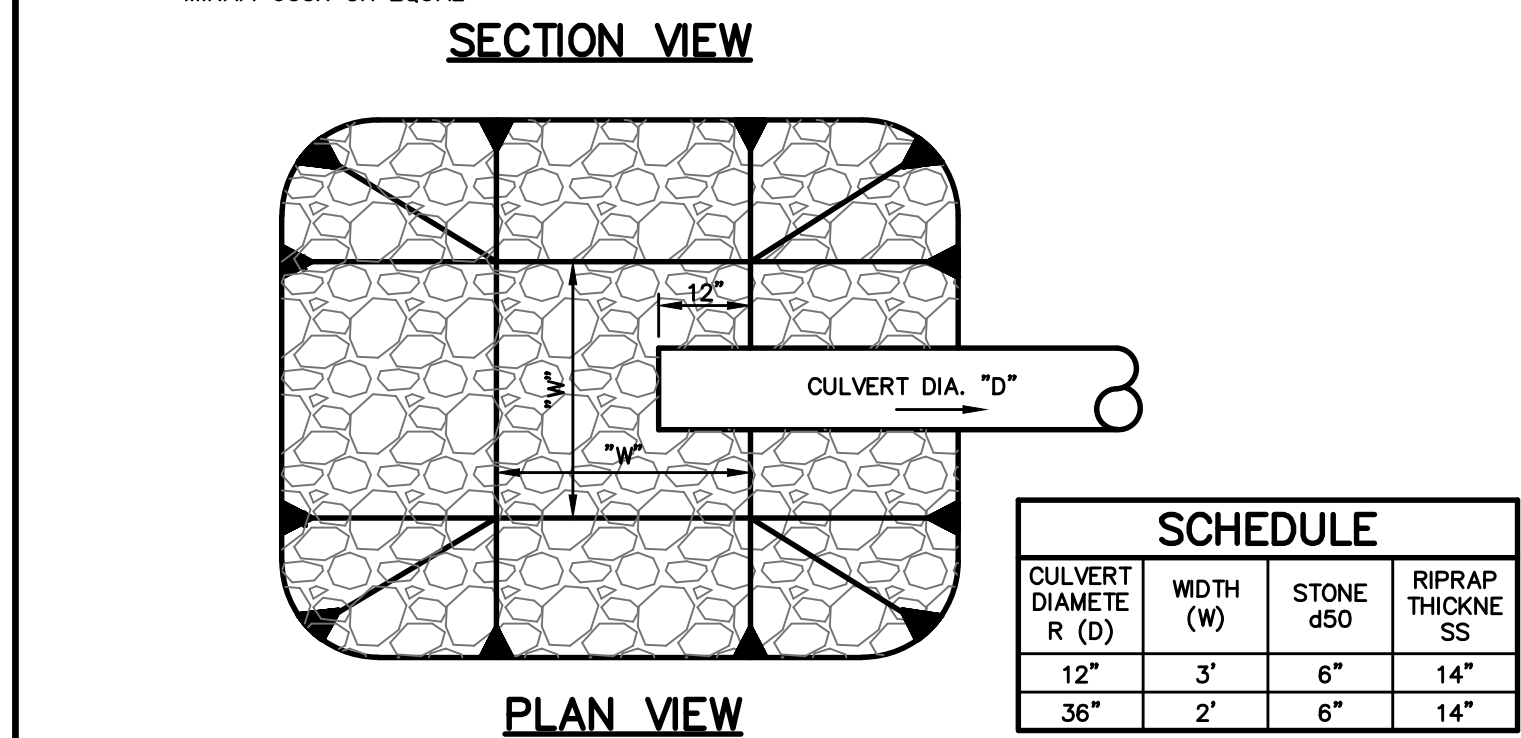 SECTION VIEW
12”
”W”
”W”
CULVERT DIA. ”D”
PLAN VIEW
SCHEDULE
CULVERT DIAMETE R (D) WIDTH (W) STONE d50 RIPRAP THICKNE SS
12” 3’ 6” 14”
36” 2’ 6” 14”